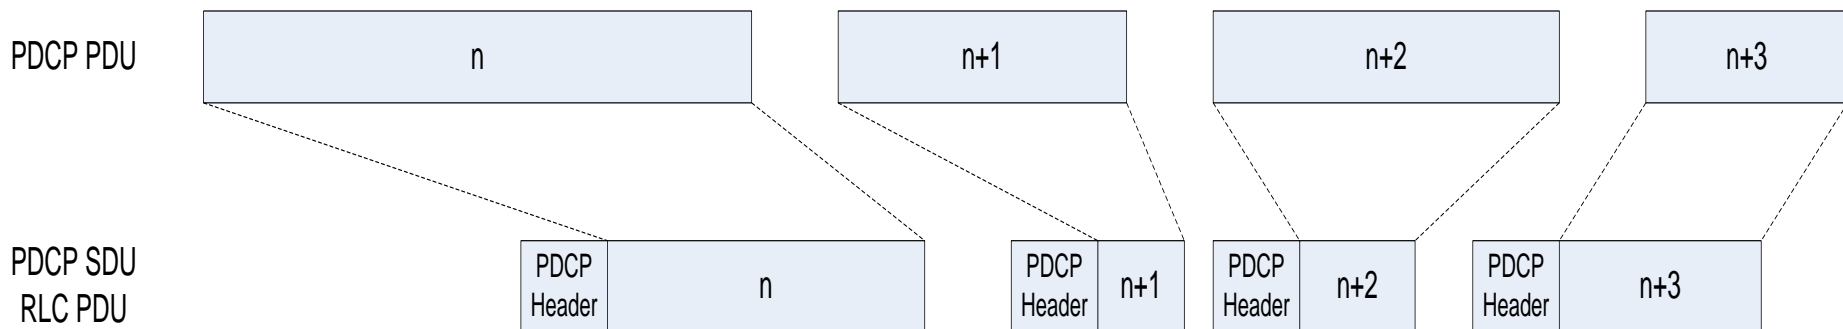 PDCP PDU
n
n+1
n+2
n+3
PDCP SDU
RLC PDU
PDCP
Header
n
PDCP
Header
n+1
PDCP
Header
n+2
PDCP
Header
n+3